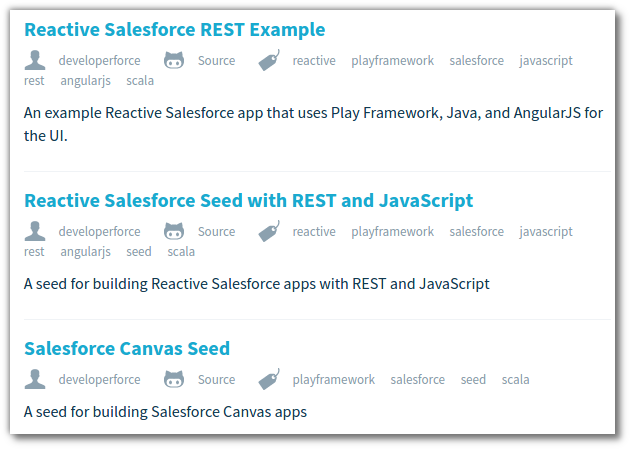 Reactive Salesforce REST Example
developerforce Source reactive playframework salesforce javascript
rest angularjs scala
An example Reactive Salesforce app that uses Play Framework, Java, and AngularJS for
the UI.
Reactive Salesforce Seed with REST and JavaScript
developerforce Source reactive playframework salesforce javascript
rest angularjs seed scala
A seed for building Reactive Salesforce apps with REST and JavaScript
Salesforce Canvas Seed
developerforce Source playframework salesforce seed scala
A seed for building Salesforce Canvas apps